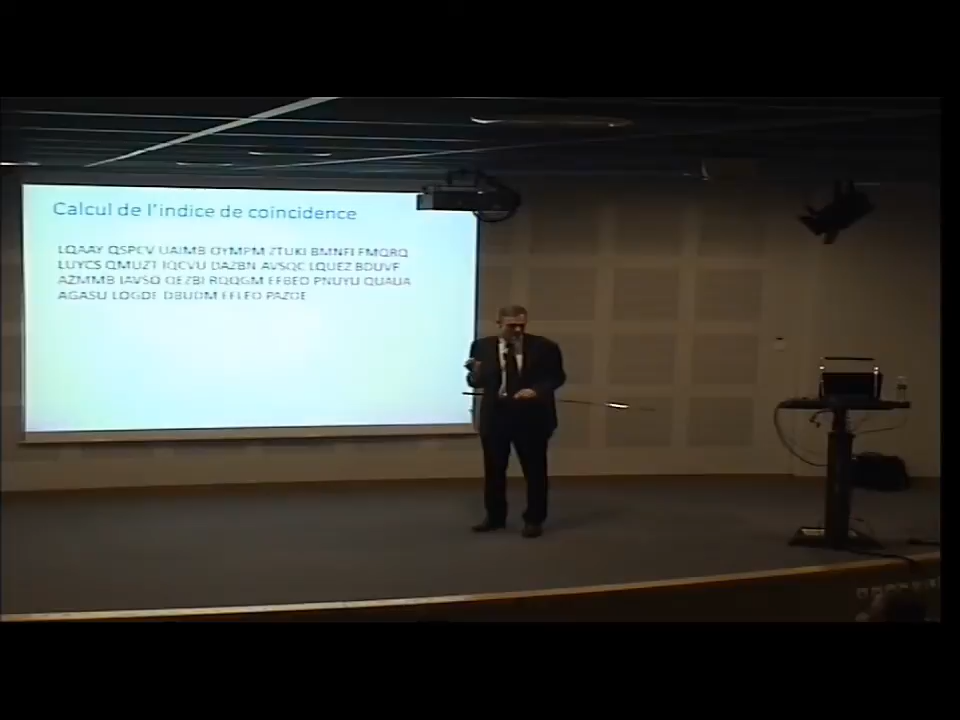 Calcul de l'indice de coincidence
LQAAY QSPCV UAIMB OYMPM ZTUKI BMNFI FMQRQ
LUYCS QMUZT IQCVU DAZBN AVSQC LQUEZ BDUVF
AZMMB IAVSQ QEZBI RQQGM EFBEO PNUYU QUAUA
AGASU LOGDE DBUDM EFLEO PAZOE